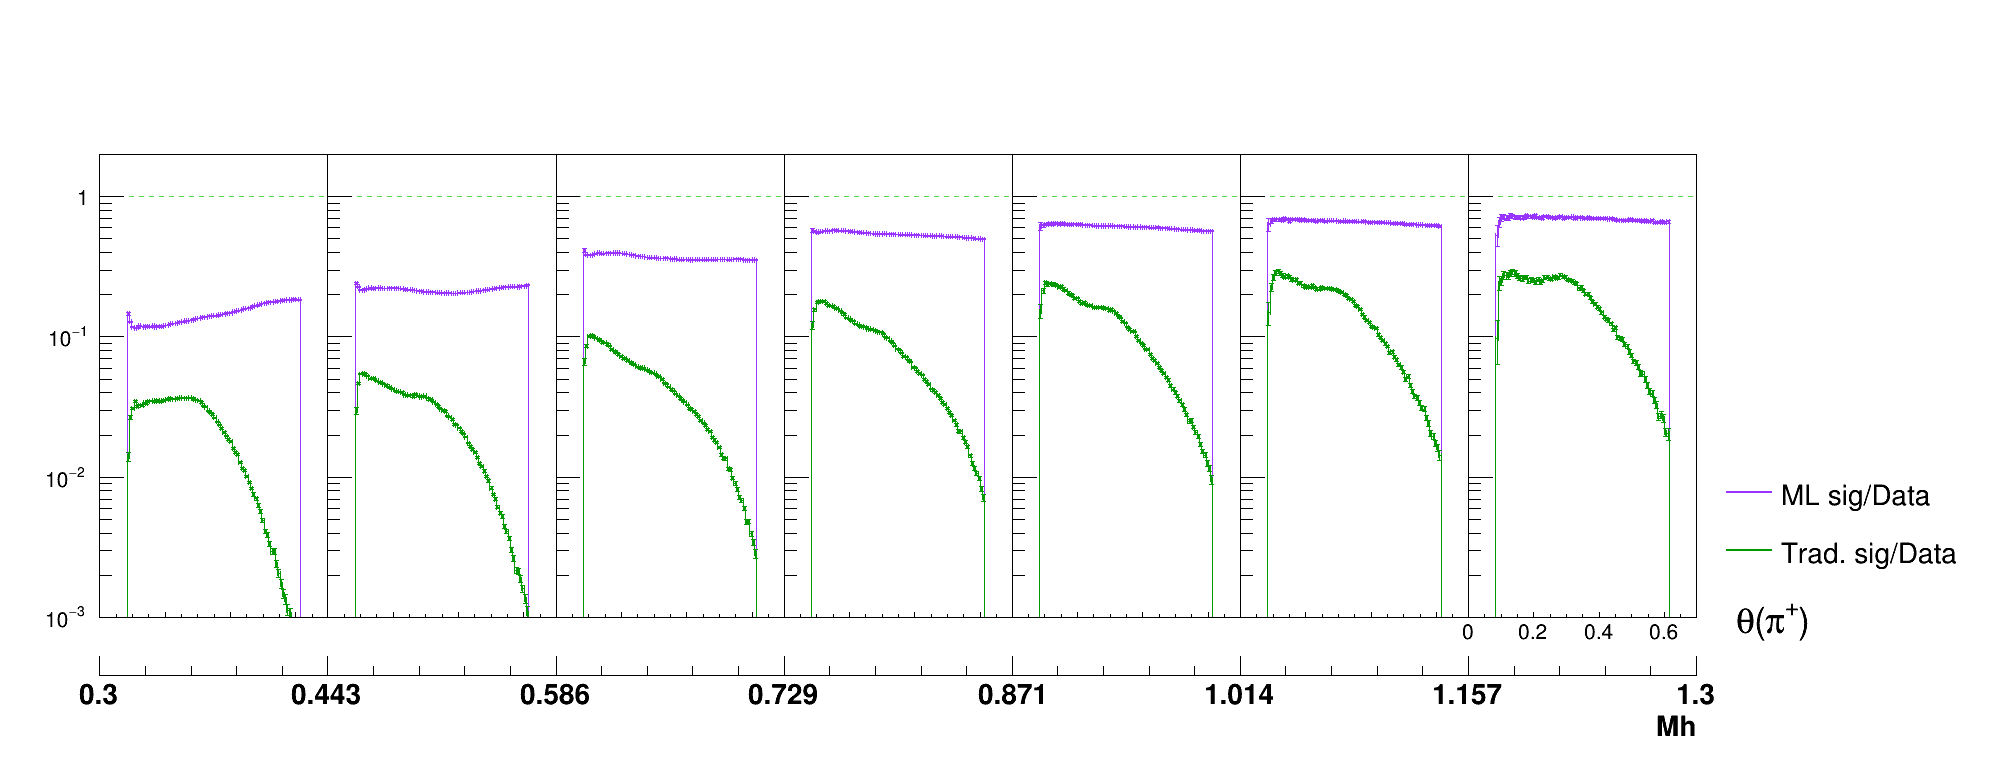 1
10⁻¹
10⁻²
10⁻³
ML sig/Data
Trad. sig/Data
θ(π⁺)
0 0.2 0.4 0.6
0.3 0.443 0.586 0.729 0.871 1.014 1.157 1.3
Mh